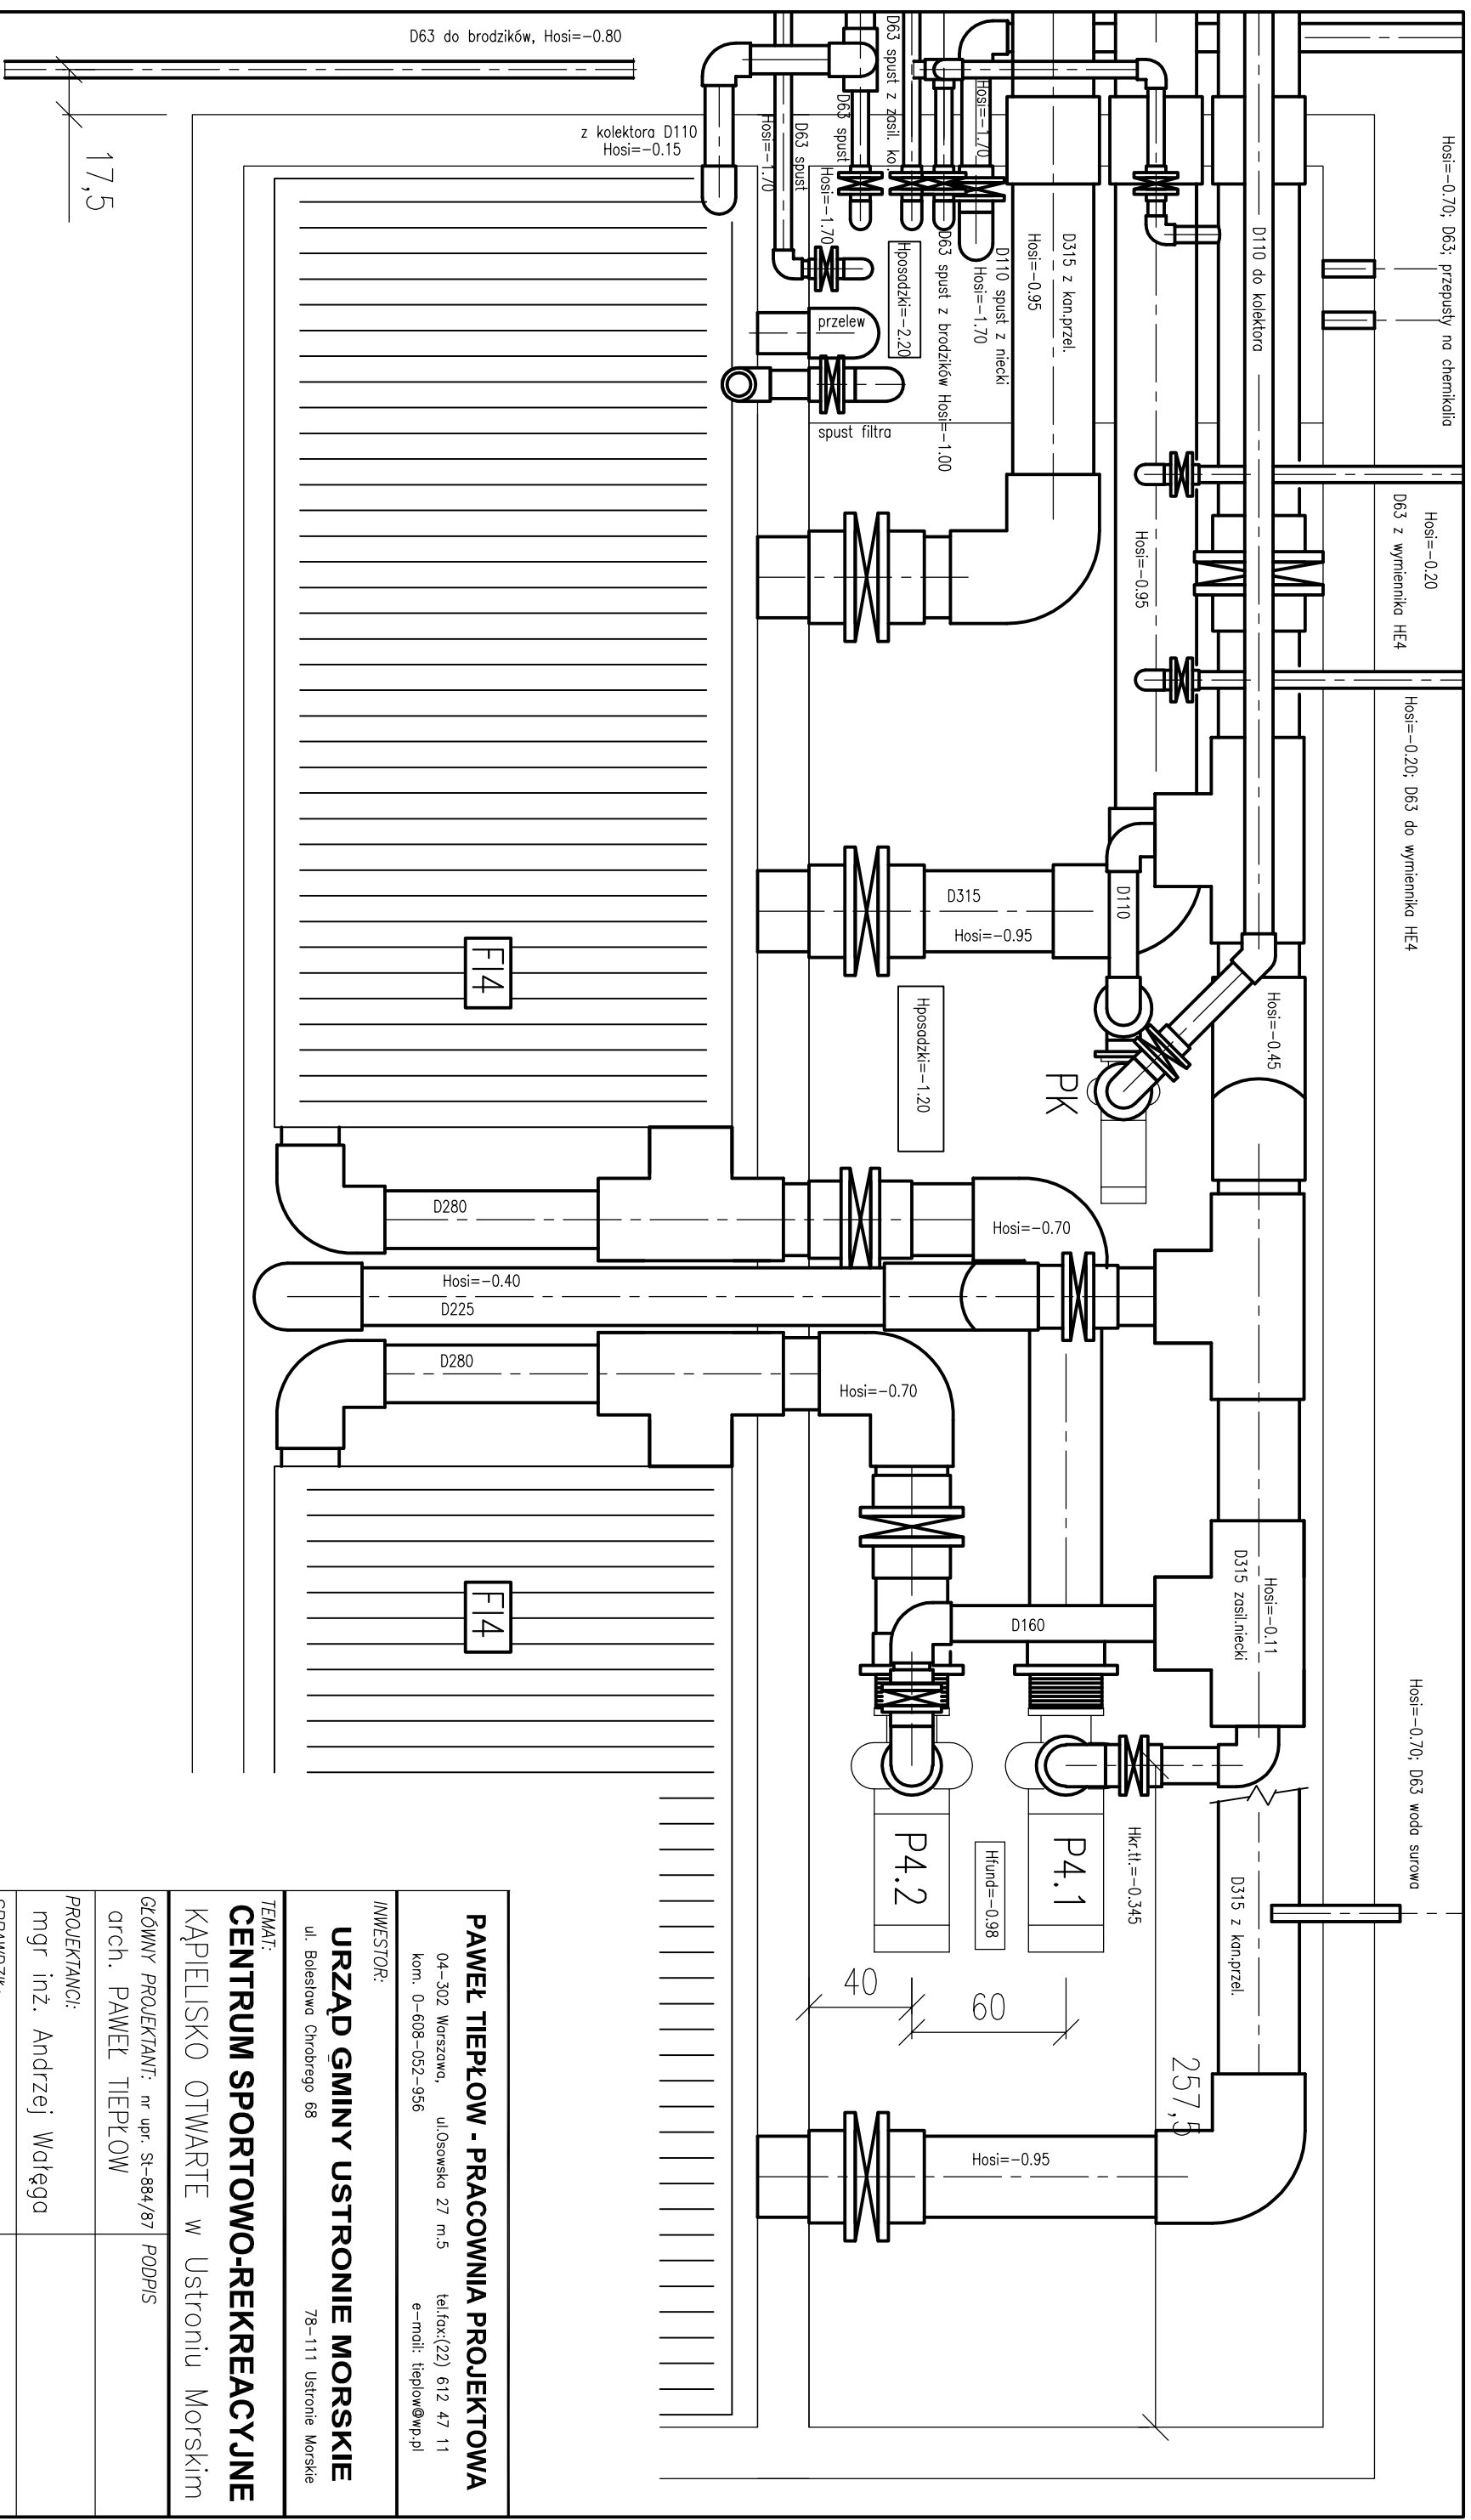 D63 do brodzików, Hosi=-0.80
17,5
z kolektora D110
Hosi=-0.15
Hosi=-1.70
D63 spust
Hosi=-1.70
D63 spust
D63 spust z zasil. ko
Hposadzki=-2.20
D63 spust z brodzików Hosi=-1.00
Hosi=-1.70
D110 spust z niecki
Hosi=-1.70
D315 z kan.przel.
Hosi=-0.95
D110 do kolektora
Hosi=-0.70; D63; przepusty na chemikalia
przelew
spust filtra
Hosi=-0.95
Hosi=-0.20
D63 z wymiennika HE4
Hosi=-0.20; D63 do wymiennika HE4
D315
Hosi=-0.95
D110
Hposadzki=-1.20
PK
Hosi=-0.45
FI4
D280
Hosi=-0.70
Hosi=-0.40
D225
D280
Hosi=-0.70
FI4
D160
Hosi=-0.11
D315 zasil.niecki
Hosi=-0.70; D63 woda surowa
P4.2
Hfund=-0.98
P4.1
Hkr.tł.=-0.345
D315 z kan.przel.
40
60
257,5
Hosi=-0.95
PAWEŁ TIEPŁOW - PRACOWNIA PROJEKTOWA
04-302 Warszawa, ul.Osowska 27 m.5 tel.fax:(22) 612 47 11
kom. 0-608-052-956 e-mail: tieplow@wp.pl
INWESTOR:
URZĄD GMINY USTRONIE MORSKIE
ul. Bolesława Chrobrego 68 78-111 Ustronie Morskie
TEMAT:
CENTRUM SPORTOWO-REKREACYJNE
KĄPIELISKO OTWARTE w Ustroniu Morskim
GŁÓWNY PROJEKTANT: nr upr. St-884/87 PODPIS
arch. PAWEŁ TIEPŁOW
PROJEKTANCI:
mgr inż. Andrzej Wałęga